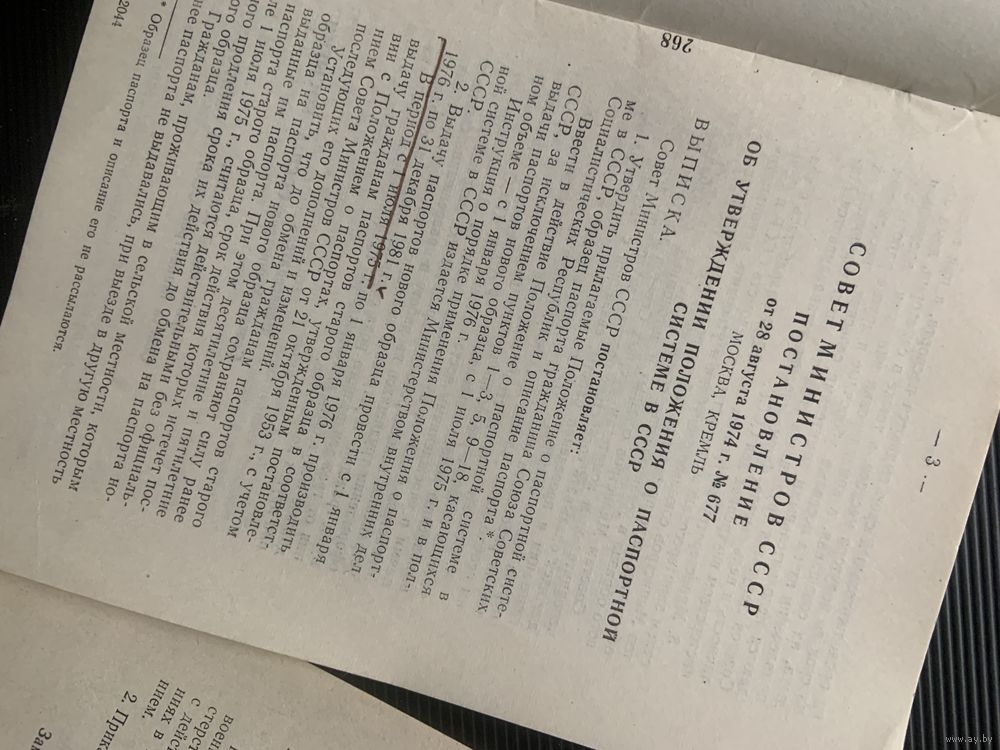 — 3 —
СОВЕТ МИНИСТРОВ СССР
ПОСТАНОВЛЕНИЕ
от 28 августа 1974 г. № 677
МОСКВА, КРЕМЛЬ
ОБ УТВЕРЖДЕНИИ ПОЛОЖЕНИЯ О ПАСПОРТНОЙ
СИСТЕМЕ В СССР
ВЫПИСКА.
Совет Министров СССР постановляет:
1. Утвердить прилагаемые Положение о паспортной систе-
ме в СССР, образец паспорта гражданина Союза Советских
Социалистических Республик и описание паспорта *
Ввести в действие Положение о паспортной системе в
СССР, за исключением пунктов 1—3, 5, 9—18, касающихся
выдачи паспортов нового образца, с 1 июля 1975 г., и в пол-
ном объеме — с 1 января 1976 г.
Инструкция о порядке применения Положения о паспорт-
ной системе в СССР издается Министерством внутренних дел
СССР.
2. Выдачу паспортов нового образца провести с 1 января
1976 г. по 31 декабря 1981 г.
В период с 1 июля 1975 г. по 1 января 1976 г. производить
выдачу гражданам паспортов старого образца в соответст-
вии с Положением о паспортах, утвержденным постановле-
нием Совета Министров СССР от 21 октября 1953 г., с учетом
последующих его дополнений и изменений.
Установить, что до обмена гражданам паспортов старого
образца на паспорта нового образца сохраняют силу ранее
выданные им паспорта
паспорта старого образца, срок действия которых истечет пос-
ле 1 июля 1975 г., считаются действительными без официаль-
ного продления срока их действия до обмена на паспорта но-
вого образца.
Гражданам, проживающим в сельской местности, которым
нее паспорта не выдавались, при выезде в другую местность
* Образец паспорта и описание его не рассылаются.
2044
268
2. Прик
www.ay.by